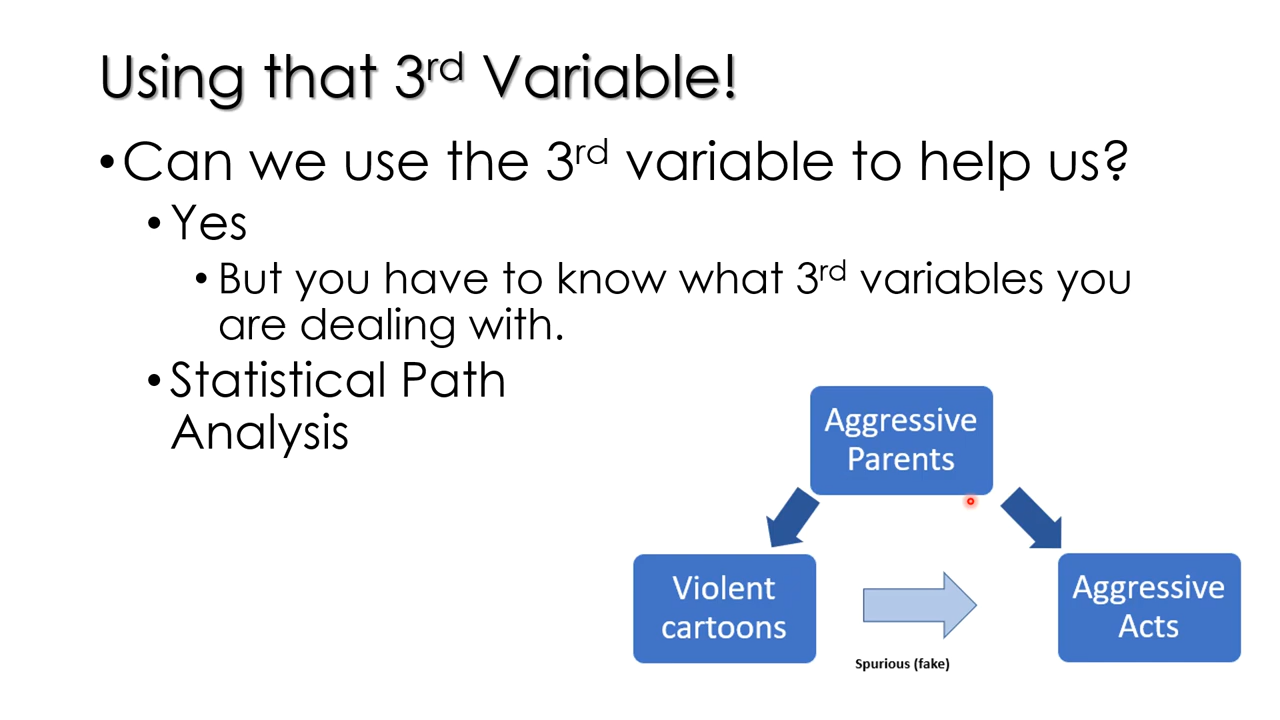 Using that 3rd Variable!
•Can we use the 3rd variable to help us?
•Yes
•But you have to know what 3rd variables you
are dealing with.
•Statistical Path
Analysis
Aggressive
Parents
Violent
cartoons
Aggressive
Acts
Spurious (fake)